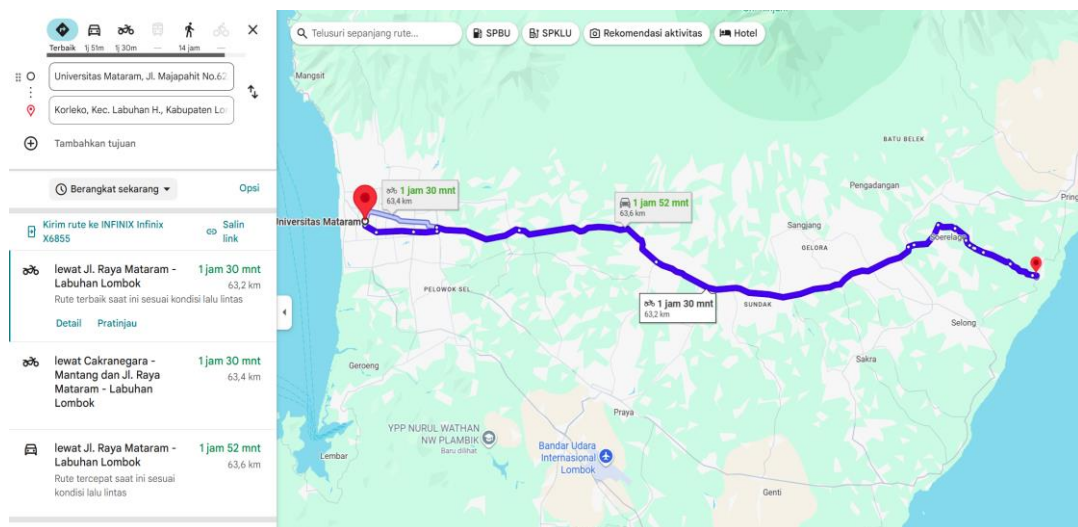 Terbaik
1j 51m
1j 30m
—
14 jam
—
Universitas Mataram, Jl. Majapahit No.62
Korleko, Kec. Labuhan H., Kabupaten Lo
Tambahkan tujuan
Berangkat sekarang
Opsi
Kirim rute ke INFINIX Infinix
X6855
Salin
link
lewat Jl. Raya Mataram -
Labuhan Lombok
1 jam 30 mnt
63,2 km
Rute terbaik saat ini sesuai kondisi lalu lintas
Detail
Pratinjau
lewat Cakranegara -
Mantang dan Jl. Raya
Mataram - Labuhan
Lombok
1 jam 30 mnt
63,4 km
lewat Jl. Raya Mataram -
Labuhan Lombok
1 jam 52 mnt
63,6 km
Rute tercepat saat ini sesuai
kondisi lalu lintas
Telusuri sepanjang rute...
SPBU
SPKLU
Rekomendasi aktivitas
Hotel
Mangsit
BATU BELEK
Pengadangan
Pring
1 jam 30 mnt
63,4 km
1 jam 52 mnt
63,6 km
Universitas Mataram
Sangjang
GELORA
PELOWOK SEL.
1 jam 30 mnt
63,2 km
SUNDAK
Selong
Sakra
Geroeng
Praya
YPP NURUL WATHAN
NW PLAMBIK
Baru dilihat
Lembar
Bandar Udara
Internasional
Lombok
Genti